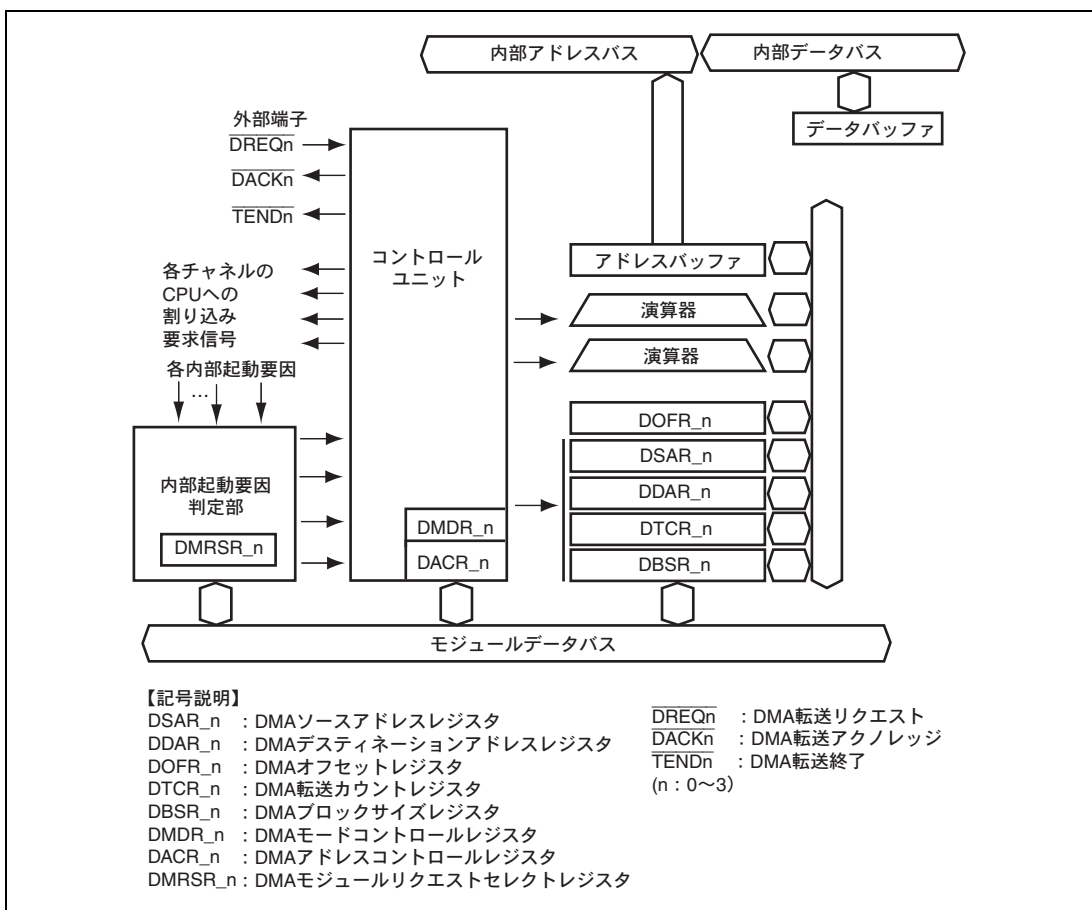 内部アドレスバス
内部データバス
データバッファ
外部端子
DREQn
DACKn
TENDn
コントロール
ユニット
アドレスバッファ
各チャネルの
CPUへの
割り込み
要求信号
演算器
演算器
各内部起動要因
…
DOFR_n
DSAR_n
DDAR_n
DTCR_n
DBSR_n
内部起動要因
判定部
DMRSR_n
DMDR_n
DACR_n
モジュールデータバス
【記号説明】
DSAR_n :DMAソースアドレスレジスタ
DDAR_n :DMAデスティネーションアドレスレジスタ
DOFR_n :DMAオフセットレジスタ
DTCR_n :DMA転送カウントレジスタ
DBSR_n :DMAブロックサイズレジスタ
DMDR_n :DMAモードコントロールレジスタ
DACR_n :DMAアドレスコントロールレジスタ
DMRSR_n:DMAモジュールリクエストセレクトレジスタ
DREQn :DMA転送リクエスト
DACKn :DMA転送アクノレッジ
TENDn :DMA転送終了
(n:0〜3)